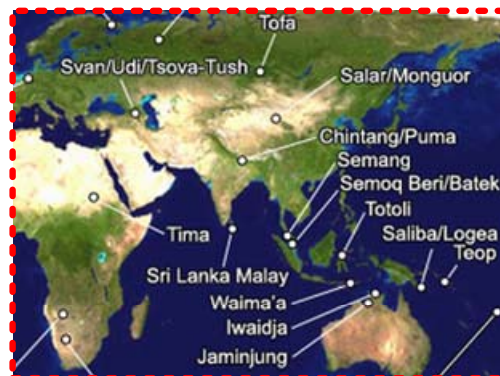 Tofa
Svan/Udi/Tsova-Tush
Salar/Monguor
Chintang/Puma
Semang
Semoq Beri/Batek
Totoli
Tima
Saliba/Logea
Teop
Sri Lanka Malay
Waima'a
Iwaidja
Jaminjung